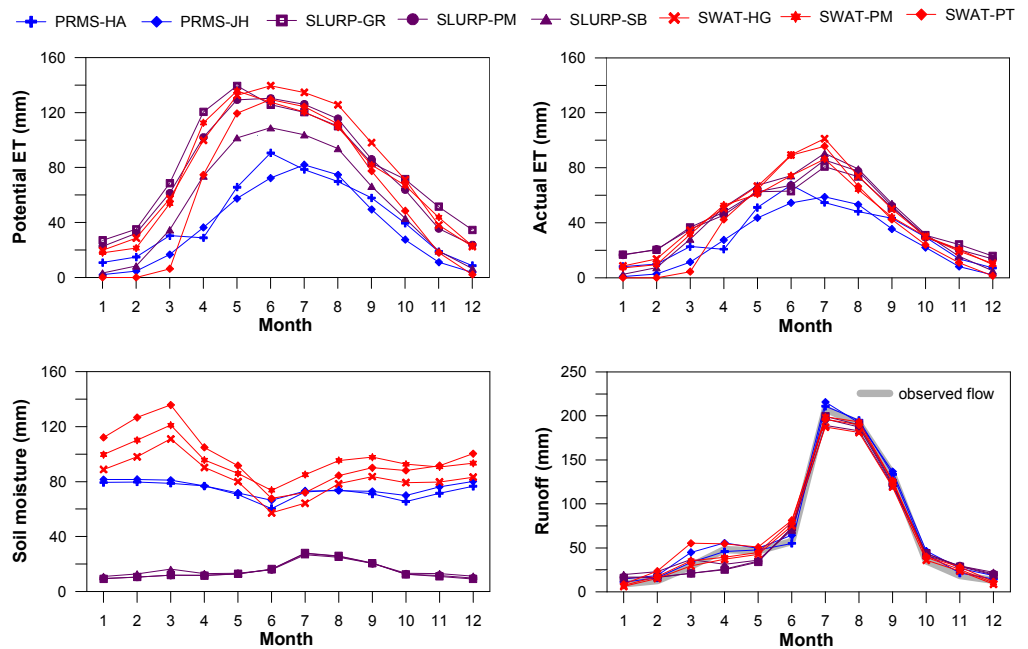 PRMS-HA PRMS-JH SLURP-GR SLURP-PM SLURP-SB SWAT-HG SWAT-PM SWAT-PT
Potential ET (mm)
160
120
80
40
0
1 2 3 4 5 6 7 8 9 10 11 12
Month
Actual ET (mm)
160
120
80
40
0
1 2 3 4 5 6 7 8 9 10 11 12
Month
Soil moisture (mm)
160
120
80
40
0
1 2 3 4 5 6 7 8 9 10 11 12
Month
Runoff (mm)
250
200
150
100
50
0
observed flow
1 2 3 4 5 6 7 8 9 10 11 12
Month